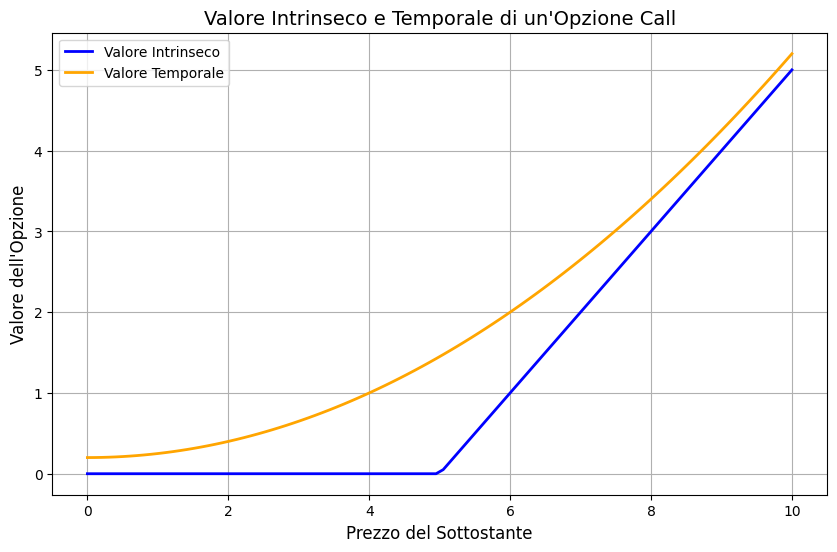 Valore Intrinseco e Temporale di un'Opzione Call
Valore Intrinseco
Valore Temporale
Valore dell'Opzione
5
4
3
2
1
0
0 2 4 6 8 10
Prezzo del Sottostante